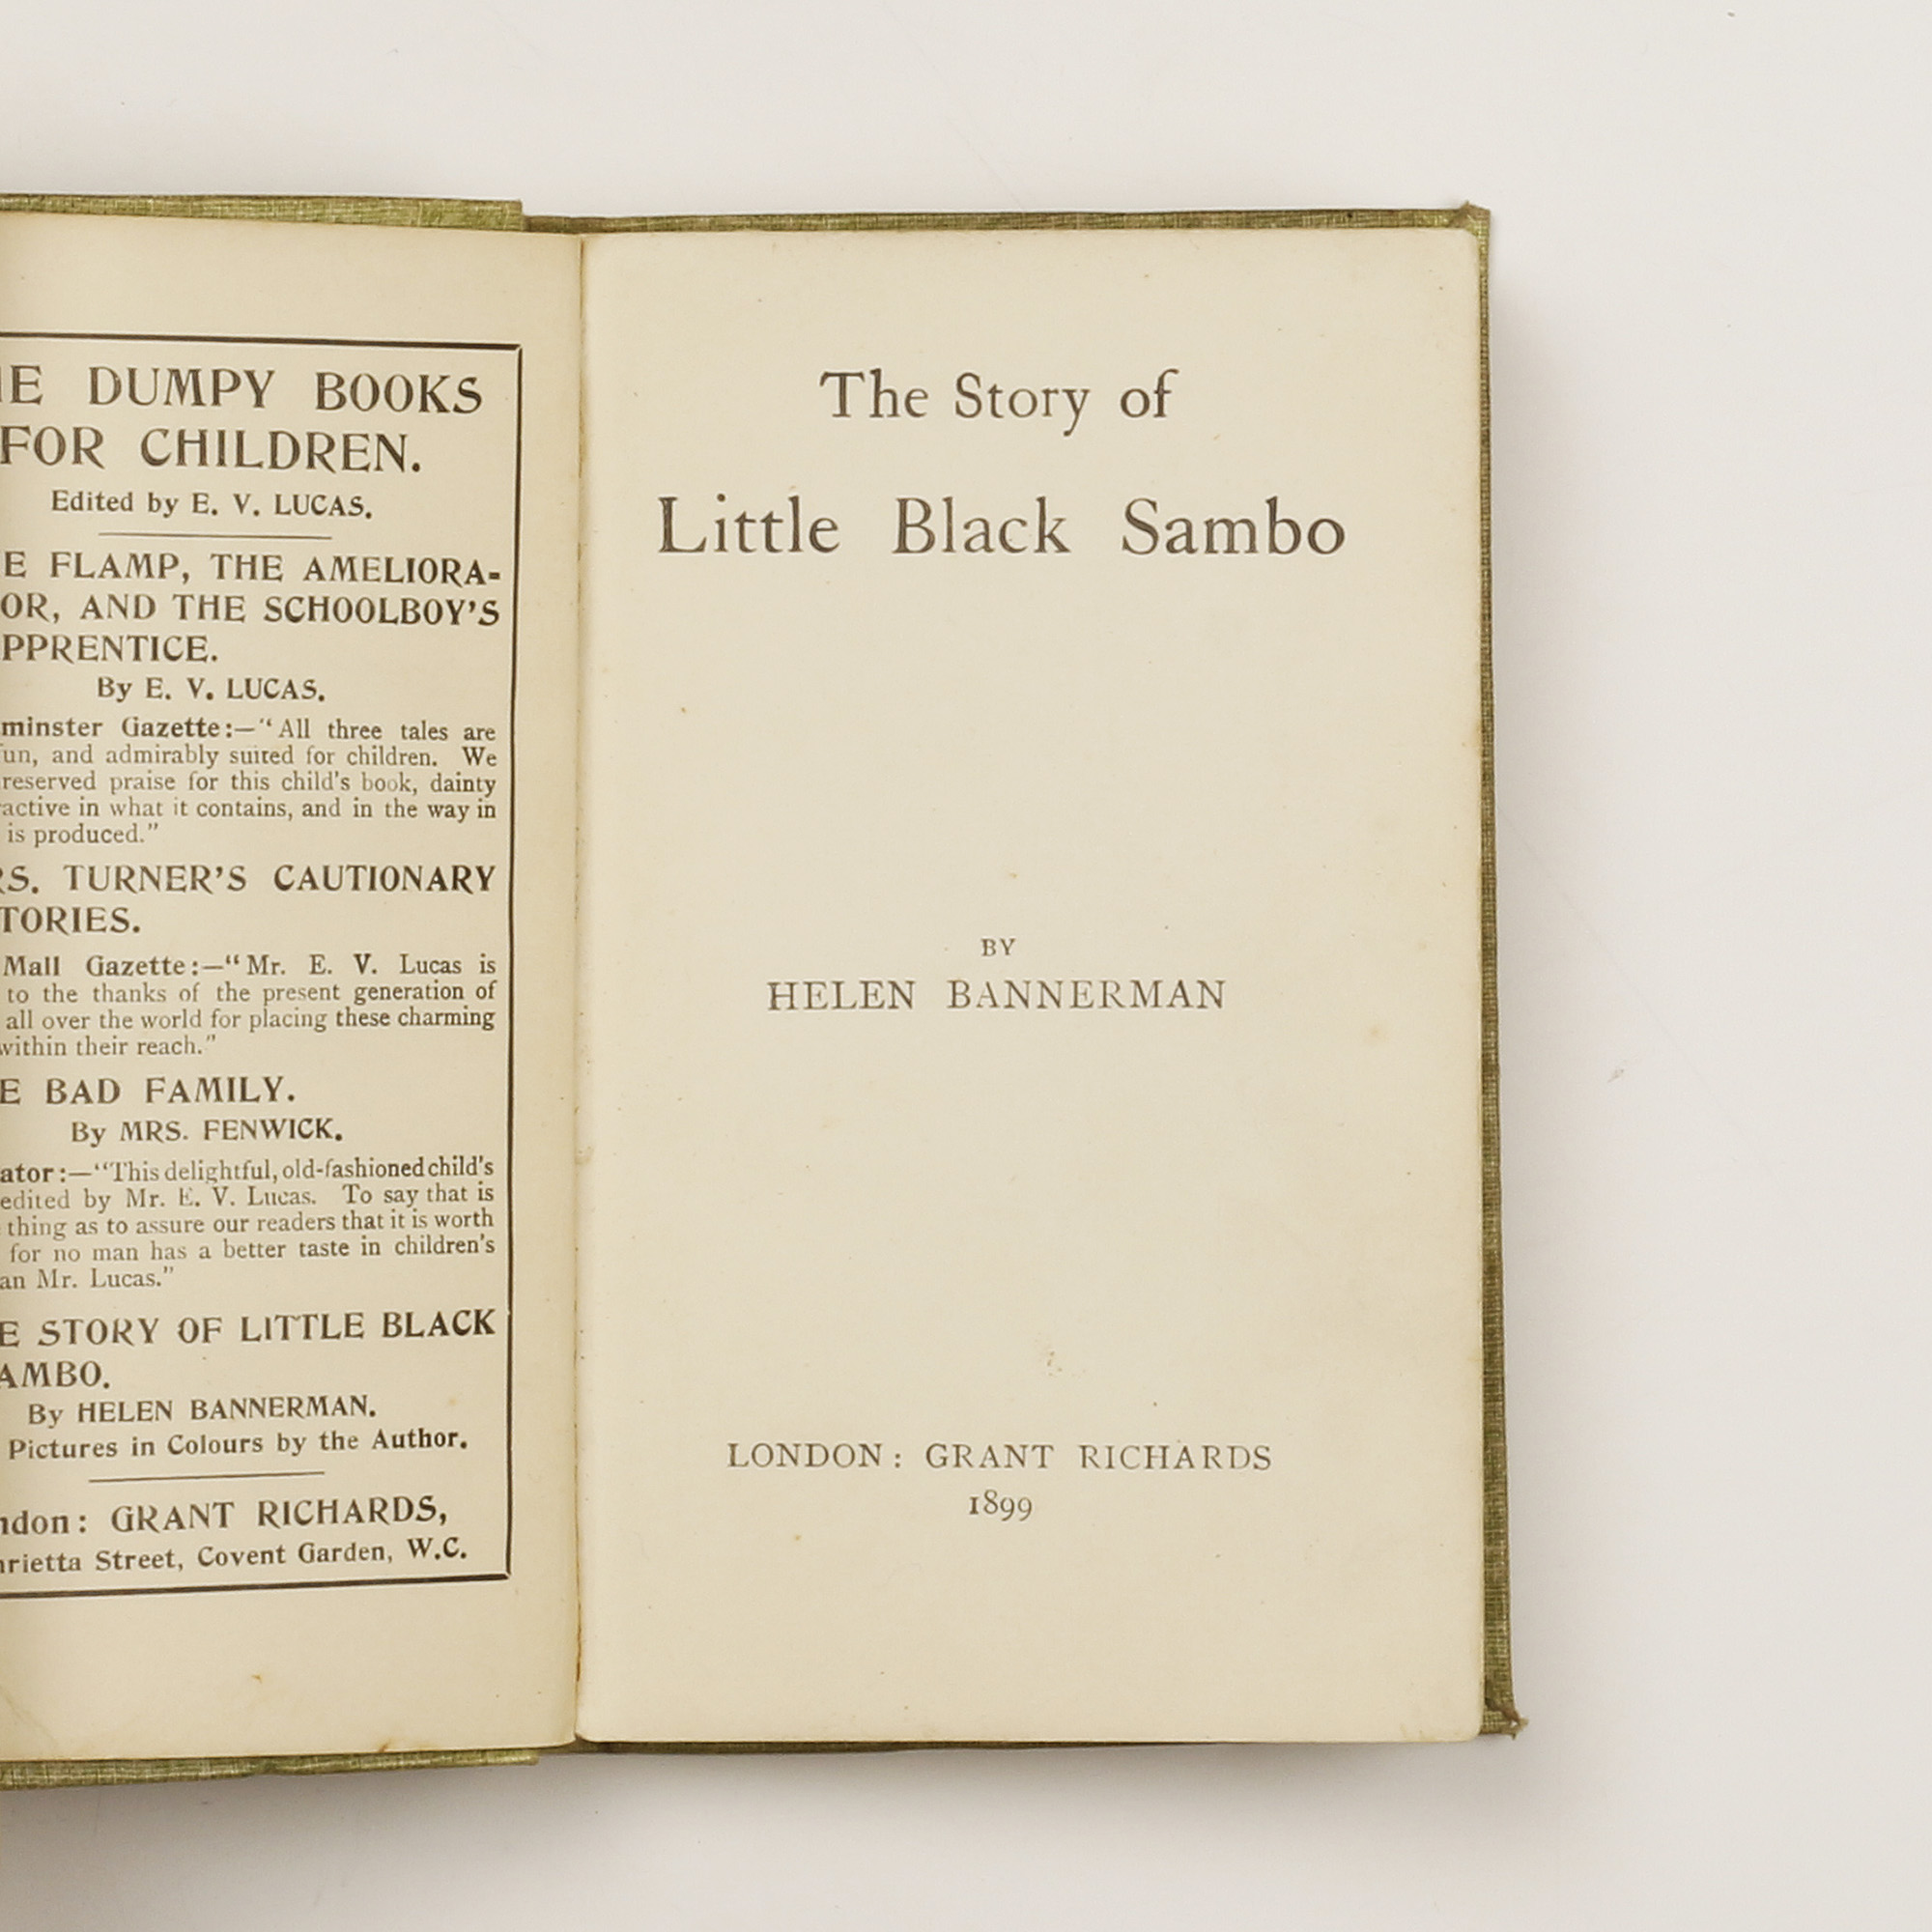 DUMPY BOOKS
FOR CHILDREN.
Edited by E. V. LUCAS.
FLAMP, THE AMELIORA-
OR, AND THE SCHOOLBOY'S
PPRENTICE.
By E. V. LUCAS.
minster Gazette:—"All three tales are
fun, and admirably suited for children. We
reserved praise for this child's book, dainty
ractive in what it contains, and in the way in
is produced."
RS. TURNER'S CAUTIONARY
TORIES.
Mall Gazette:—"Mr. E. V. Lucas is
to the thanks of the present generation of
all over the world for placing these charming
within their reach."
E BAD FAMILY.
By MRS. FENWICK.
ator:—"This delightful, old-fashioned child's
edited by Mr. E. V. Lucas. To say that is
thing as to assure our readers that it is worth
for no man has a better taste in children's
an Mr. Lucas."
E STORY OF LITTLE BLACK
AMBO.
By HELEN BANNERMAN.
Pictures in Colours by the Author.
ndon: GRANT RICHARDS,
nrietta Street, Covent Garden, W.C.
The Story of
Little Black Sambo
BY
HELEN BANNERMAN
LONDON: GRANT RICHARDS
1899